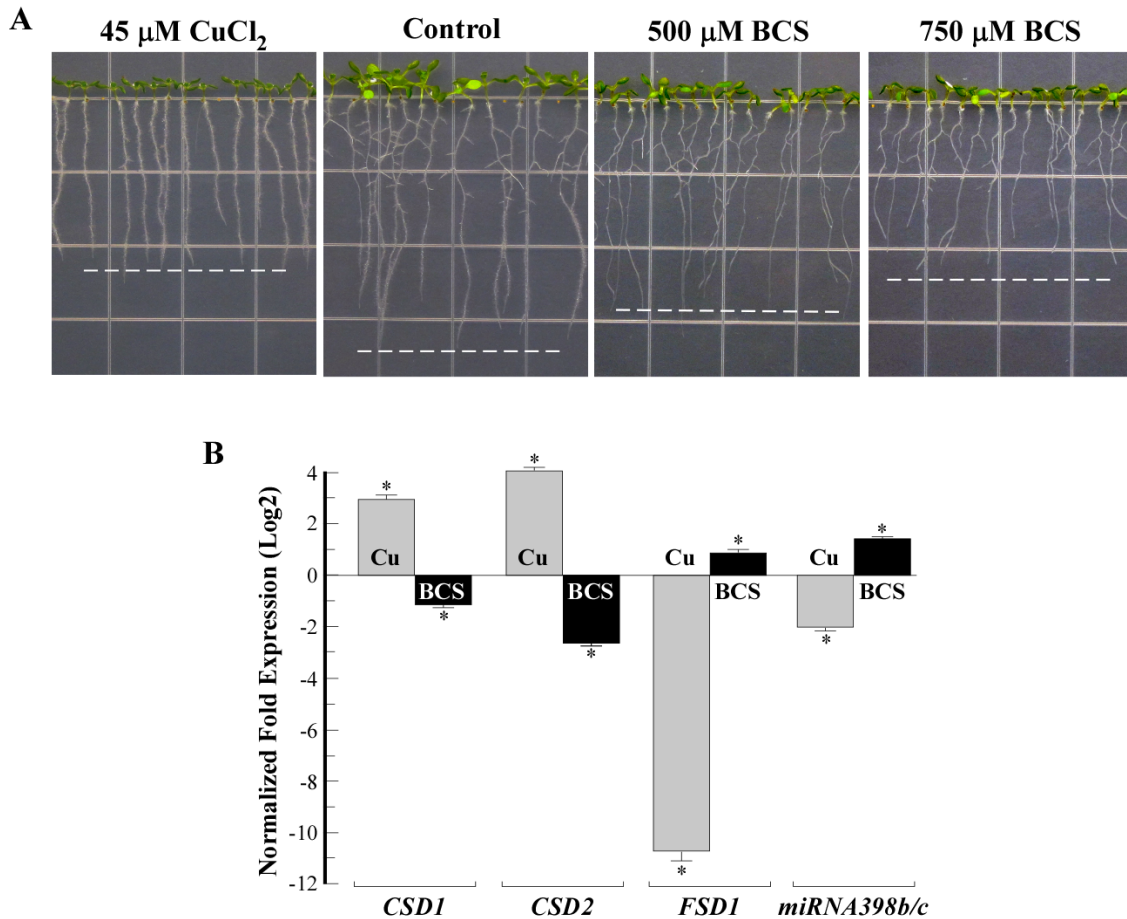 A
45 μM CuCl₂ Control 500 μM BCS 750 μM BCS
B
Normalized Fold Expression (Log2)
4
2
0
-2
-4
-6
-8
-10
-12
* * * *
Cu Cu Cu Cu
BCS BCS BCS BCS
* * * *
CSD1 CSD2 FSD1 miRNA398b/c